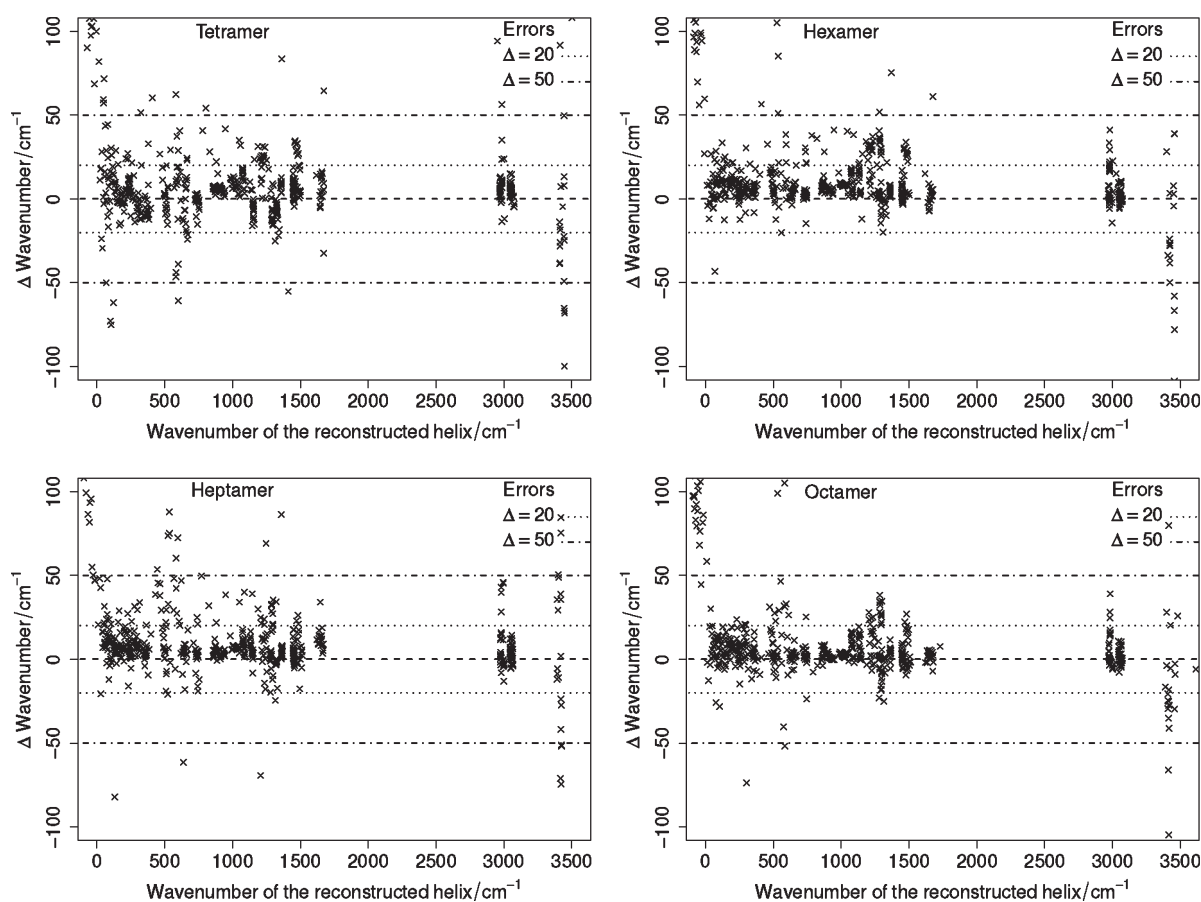 Tetramer
Errors
Δ = 20
Δ = 50
100
50
0
−50
−100
Δ Wavenumber/cm⁻¹
0 500 1000 1500 2000 2500 3000 3500
Wavenumber of the reconstructed helix/cm⁻¹
Hexamer
Errors
Δ = 20
Δ = 50
100
50
0
−50
−100
Δ Wavenumber/cm⁻¹
0 500 1000 1500 2000 2500 3000 3500
Wavenumber of the reconstructed helix/cm⁻¹
Heptamer
Errors
Δ = 20
Δ = 50
100
50
0
−50
−100
Δ Wavenumber/cm⁻¹
0 500 1000 1500 2000 2500 3000 3500
Wavenumber of the reconstructed helix/cm⁻¹
Octamer
Errors
Δ = 20
Δ = 50
100
50
0
−50
−100
Δ Wavenumber/cm⁻¹
0 500 1000 1500 2000 2500 3000 3500
Wavenumber of the reconstructed helix/cm⁻¹